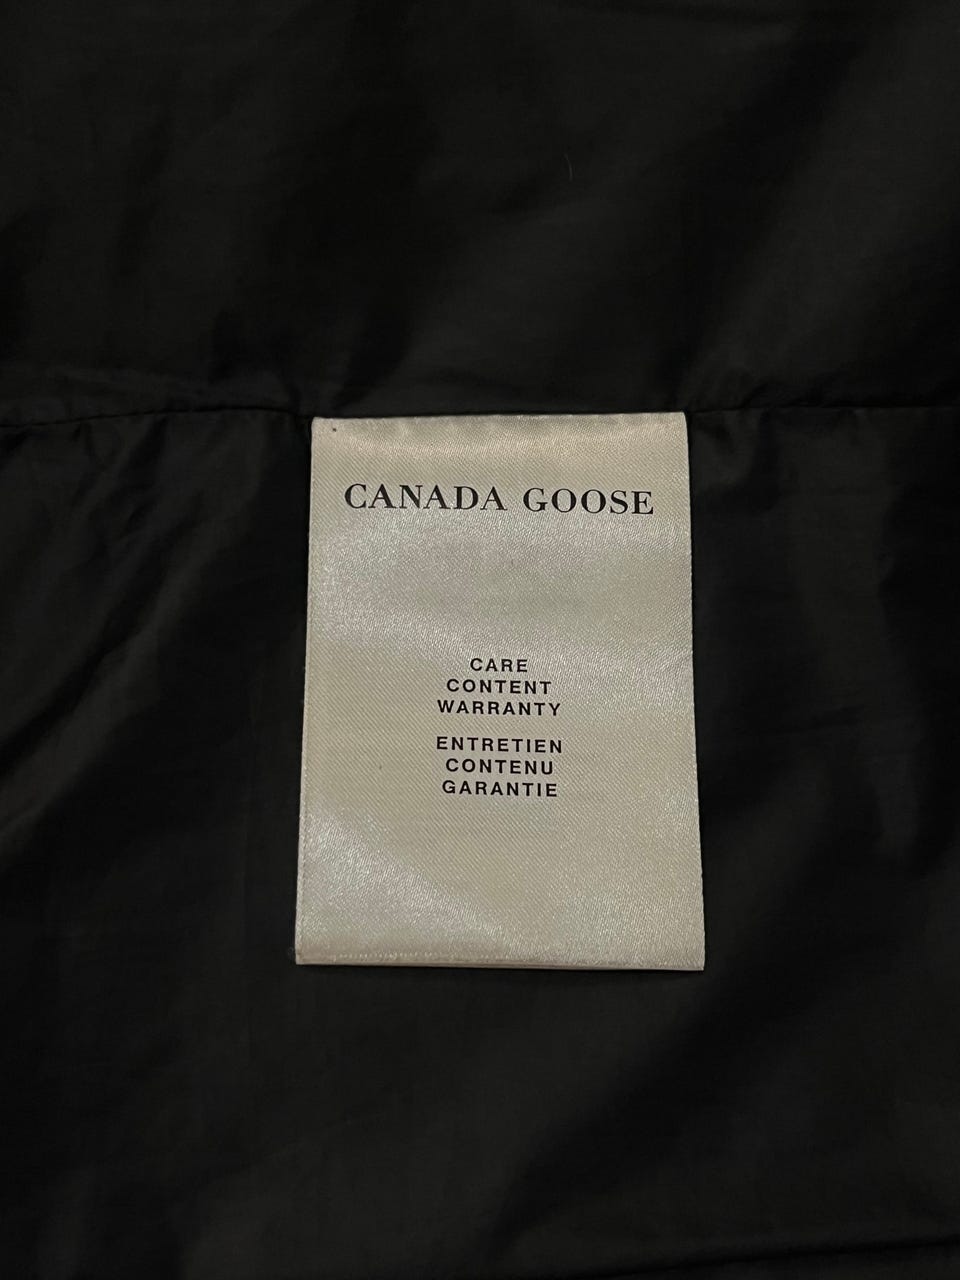 CANADA GOOSE
CARE
CONTENT
WARRANTY
ENTRETIEN
CONTENU
GARANTIE